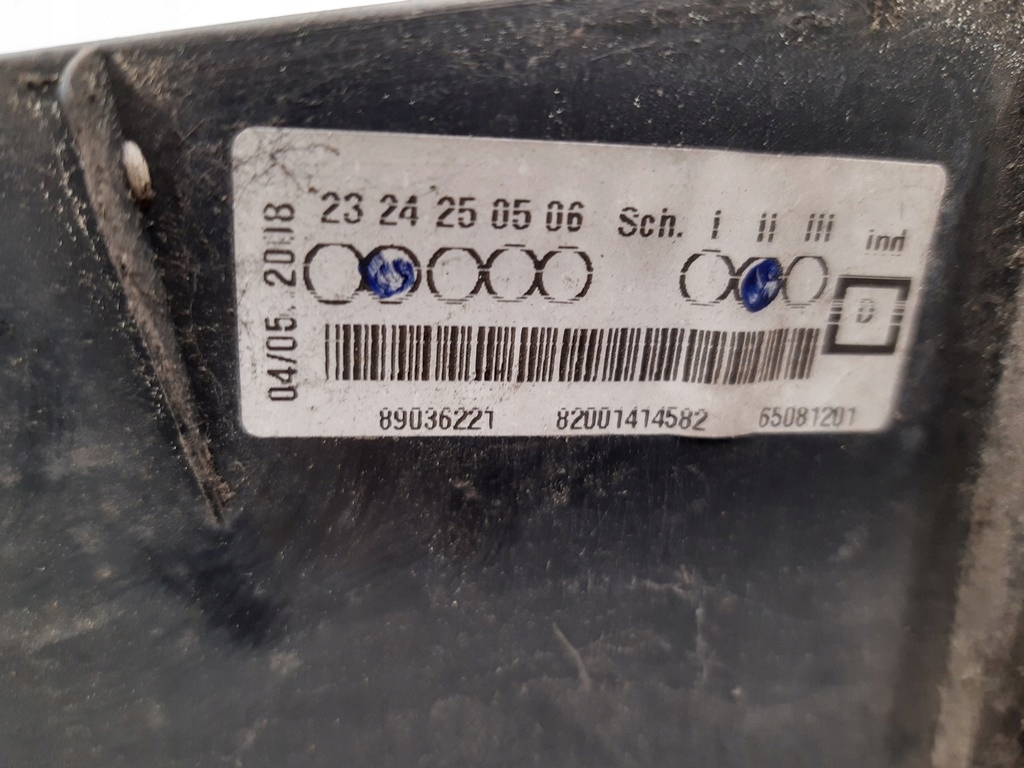 04/05.2018
23 24 25 05 06 Sch. I II III ind
D
89036221 82001414582 65081201